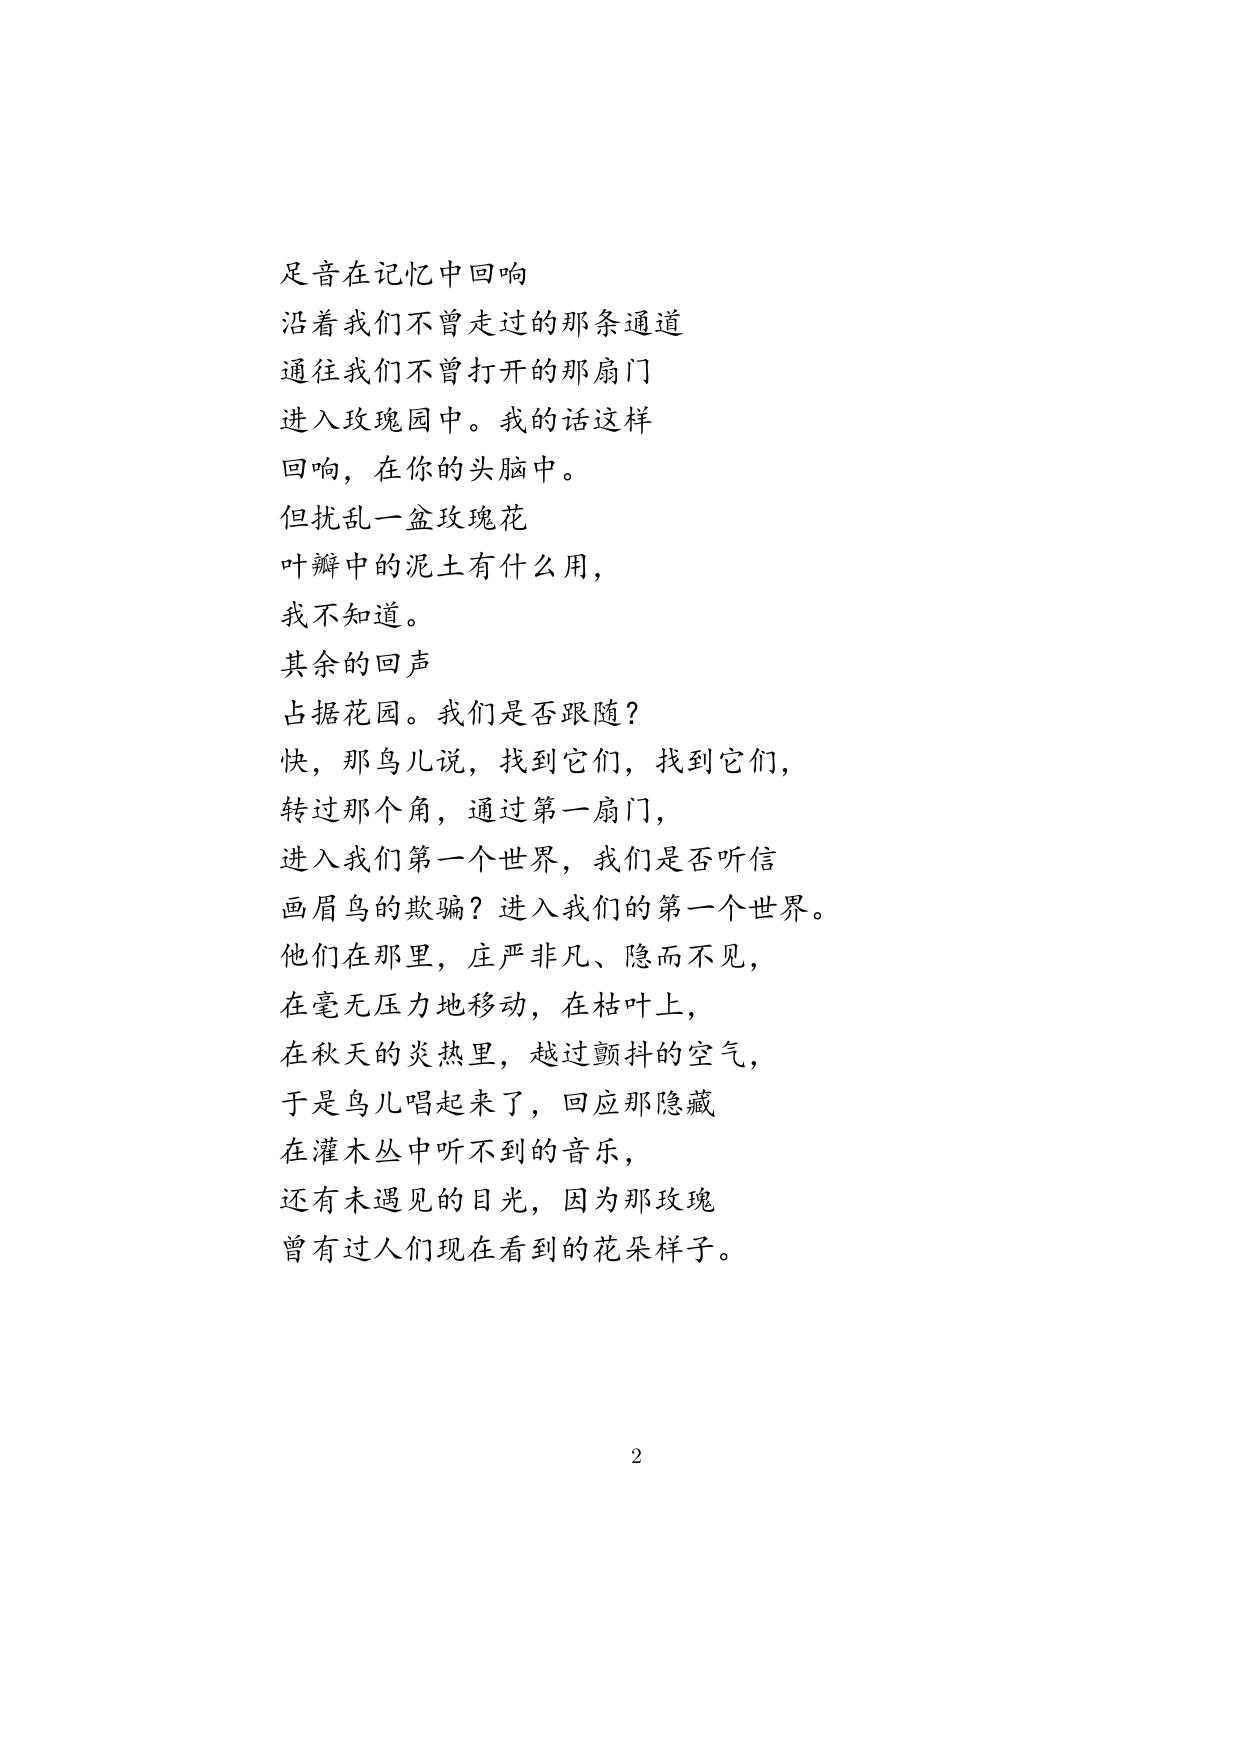 足音在记忆中回响
沿着我们不曾走过的那条通道
通往我们不曾打开的那扇门
进入玫瑰园中。我的话这样
回响，在你的头脑中。
但扰乱一盆玫瑰花
叶瓣中的泥土有什么用，
我不知道。
其余的回声
占据花园。我们是否跟随？
快，那鸟儿说，找到它们，找到它们，
转过那个角，通过第一扇门，
进入我们第一个世界，我们是否听信
画眉鸟的欺骗？进入我们的第一个世界。
他们在那里，庄严非凡、隐而不见，
在毫无压力地移动，在枯叶上，
在秋天的炎热里，越过颤抖的空气，
于是鸟儿唱起来了，回应那隐藏
在灌木丛中听不到的音乐，
还有未遇见的目光，因为那玫瑰
曾有过人们现在看到的花朵样子。
2